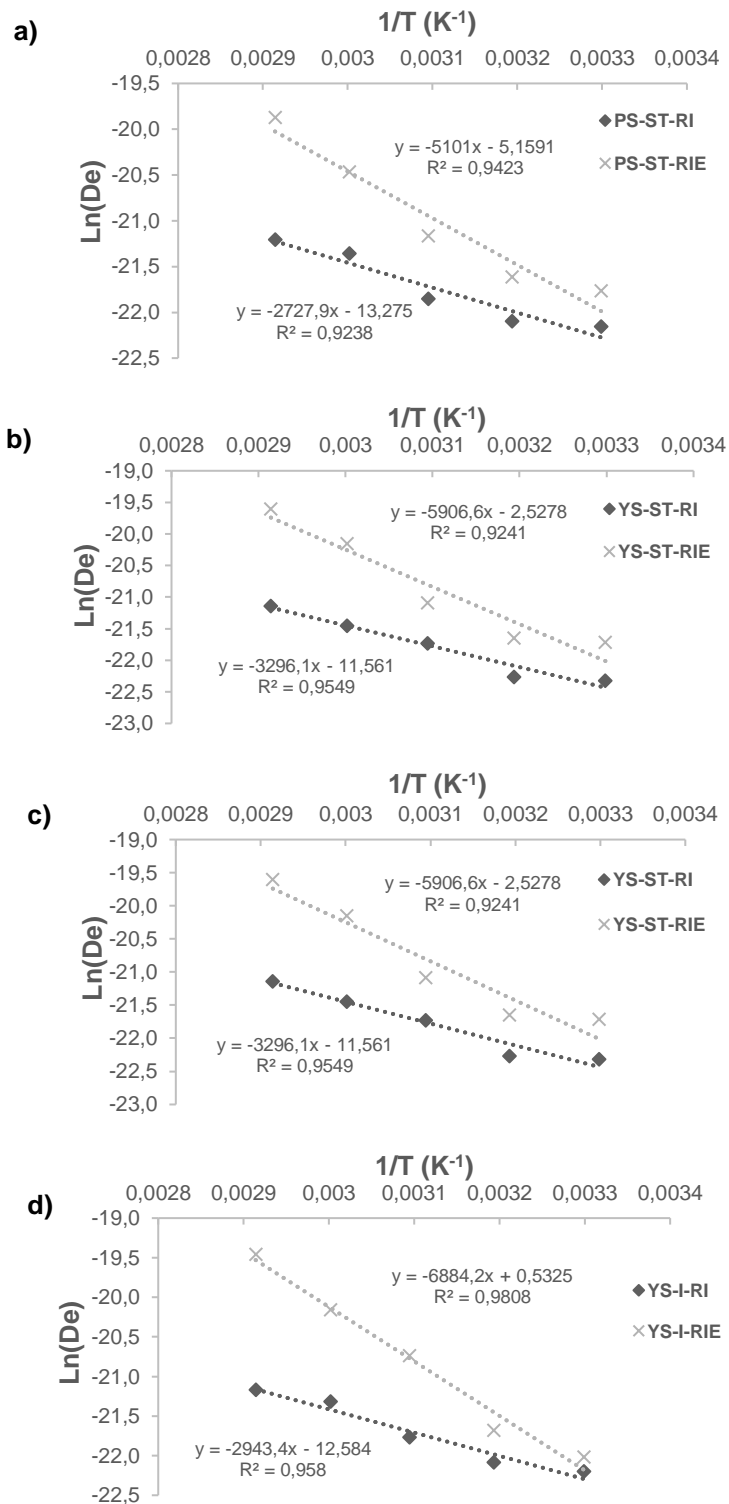 a)
1/T (K-1)
0,0028 0,0029 0,003 0,0031 0,0032 0,0033 0,0034
-19,5
-20,0
-20,5
-21,0
-21,5
-22,0
-22,5
Ln(De)
PS-ST-RI
PS-ST-RIE
y = -5101x - 5,1591
R² = 0,9423
y = -2727,9x - 13,275
R² = 0,9238
b)
1/T (K-1)
0,0028 0,0029 0,003 0,0031 0,0032 0,0033 0,0034
-19,0
-19,5
-20,0
-20,5
-21,0
-21,5
-22,0
-22,5
-23,0
Ln(De)
YS-ST-RI
YS-ST-RIE
y = -5906,6x - 2,5278
R² = 0,9241
y = -3296,1x - 11,561
R² = 0,9549
c)
1/T (K-1)
0,0028 0,0029 0,003 0,0031 0,0032 0,0033 0,0034
-19,0
-19,5
-20,0
-20,5
-21,0
-21,5
-22,0
-22,5
-23,0
Ln(De)
YS-ST-RI
YS-ST-RIE
y = -5906,6x - 2,5278
R² = 0,9241
y = -3296,1x - 11,561
R² = 0,9549
d)
1/T (K-1)
0,0028 0,0029 0,003 0,0031 0,0032 0,0033 0,0034
-19,0
-19,5
-20,0
-20,5
-21,0
-21,5
-22,0
-22,5
Ln(De)
YS-I-RI
YS-I-RIE
y = -6884,2x + 0,5325
R² = 0,9808
y = -2943,4x - 12,584
R² = 0,958